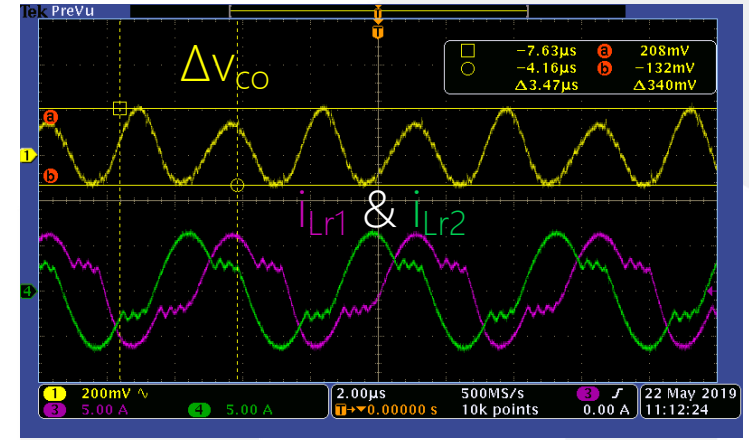 Tek PreVu
T
T
ΔvCO
−7.63µs a 208mV
−4.16µs b −132mV
Δ3.47µs Δ340mV
a
1
b
iLr1 & iLr2
4
1 200mV ∿ 2.00µs 500MS/s 3 ∫ 22 May 2019
3 5.00 A 4 5.00 A T→▼0.00000 s 10k points 0.00 A 11:12:24